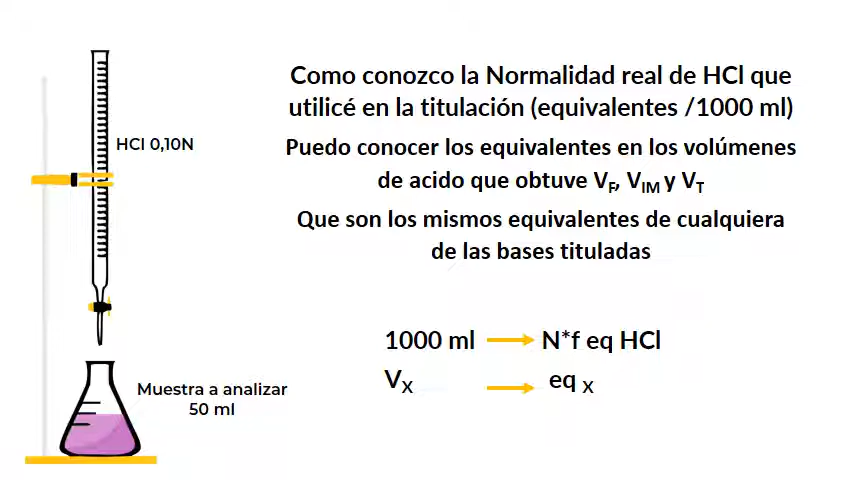 Como conozco la Normalidad real de HCl que
utilicé en la titulación (equivalentes /1000 ml)
HCl 0,10N
Puedo conocer los equivalentes en los volúmenes
de acido que obtuve VF, VIM y VT
Que son los mismos equivalentes de cualquiera
de las bases tituladas
1000 ml → N*f eq HCl
VX → eq X
Muestra a analizar
50 ml